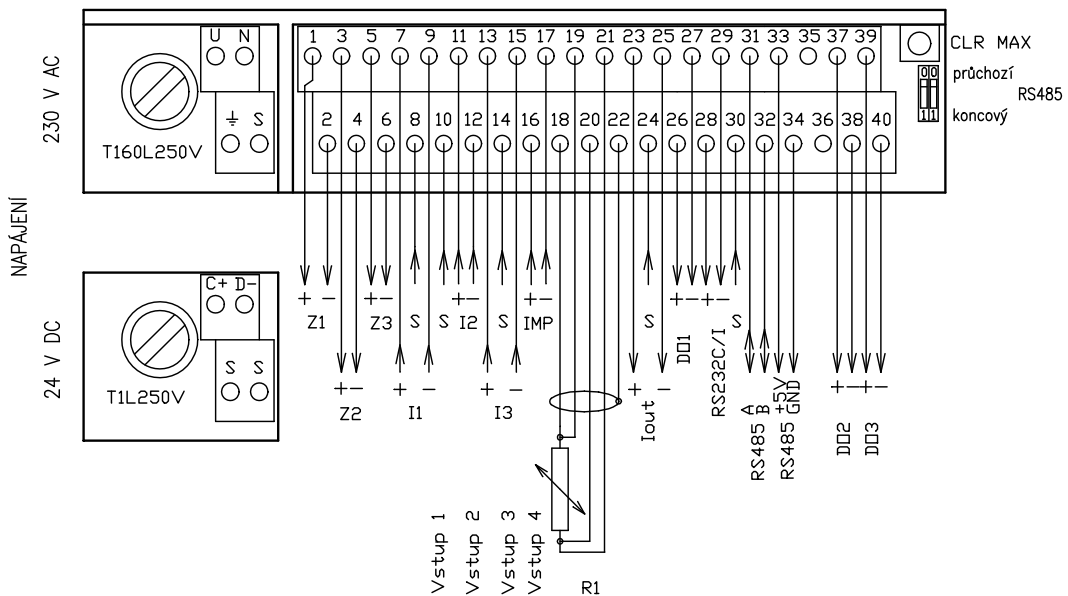 NAPÁJENÍ
230 V AC
U N
⏚ S
T160L250V
1 3 5 7 9 11 13 15 17 19 21 23 25 27 29 31 33 35 37 39
2 4 6 8 10 12 14 16 18 20 22 24 26 28 30 32 34 36 38 40
CLR MAX
00
průchozí
RS485
11
koncový
24 V DC
C+ D-
S S
T1L250V
+ - Z1
+- Z2
+- Z3
S
+ - I1
S
+- I2
S
+ - I3
+- IMP
S
+ - Iout
+- DO1
+- RS232C/I
S
RS485 A B
RS485 +5V GND
+- DO2
+- DO3
Vstup 1
Vstup 2
Vstup 3
Vstup 4
R1